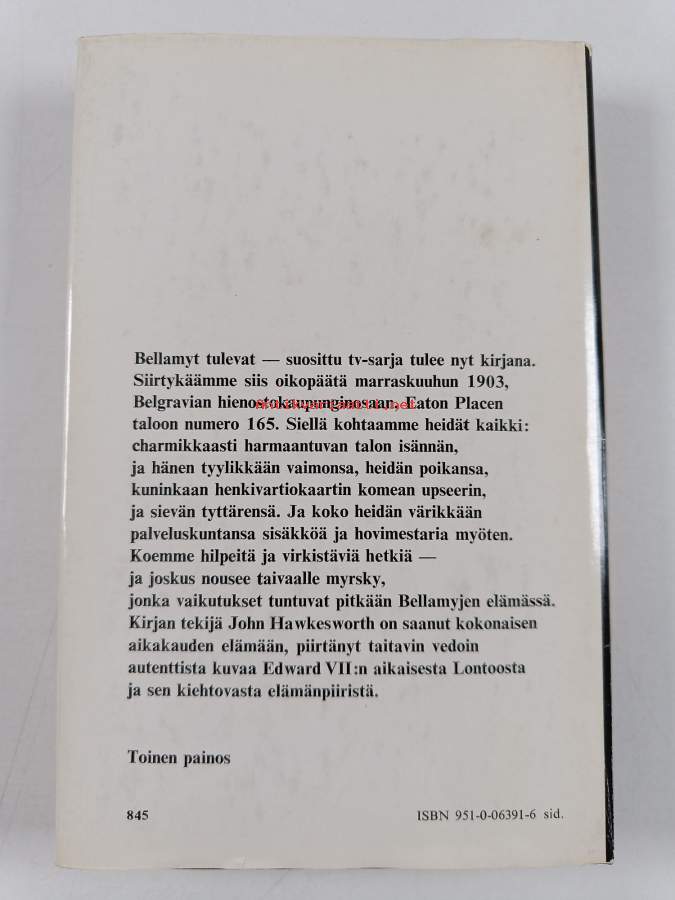 Bellamyt tulevat — suosittu tv-sarja tulee nyt kirjana.
Siirtykäämme siis oikopäätä marraskuuhun 1903,
Belgravian hienostokaupunginosaan, Eaton Placen
taloon numero 165. Siellä kohtaamme heidät kaikki:
charmikkaasti harmaantuvan talon isännän,
ja hänen tyylikkään vaimonsa, heidän poikansa,
kuninkaan henkivartiokaartin komean upseerin,
ja sievän tyttärensä. Ja koko heidän värikkään
palveluskuntansa sisäkköä ja hovimestaria myöten.
Koemme hilpeitä ja virkistäviä hetkiä —
ja joskus nousee taivaalle myrsky,
jonka vaikutukset tuntuvat pitkään Bellamyjen elämässä.
Kirjan tekijä John Hawkesworth on saanut kokonaisen
aikakauden elämään, piirtänyt taitavin vedoin
autenttista kuvaa Edward VII:n aikaisesta Lontoosta
ja sen kiehtovasta elämänpiiristä.
Toinen painos
845
ISBN 951-0-06391-6 sid.